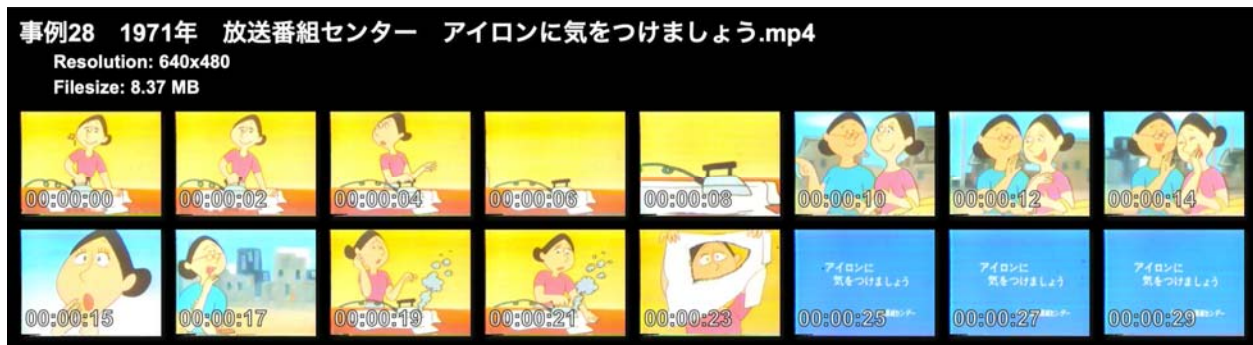 事例28　1971年　放送番組センター　アイロンに気をつけましょう.mp4
Resolution: 640x480
Filesize: 8.37 MB
00:00:00
00:00:02
00:00:04
00:00:06
00:00:08
00:00:10
00:00:12
00:00:14
00:00:15
00:00:17
00:00:19
00:00:21
00:00:23
アイロンに
気をつけましょう
00:00:25
アイロンに
気をつけましょう
00:00:27
アイロンに
気をつけましょう
00:00:29